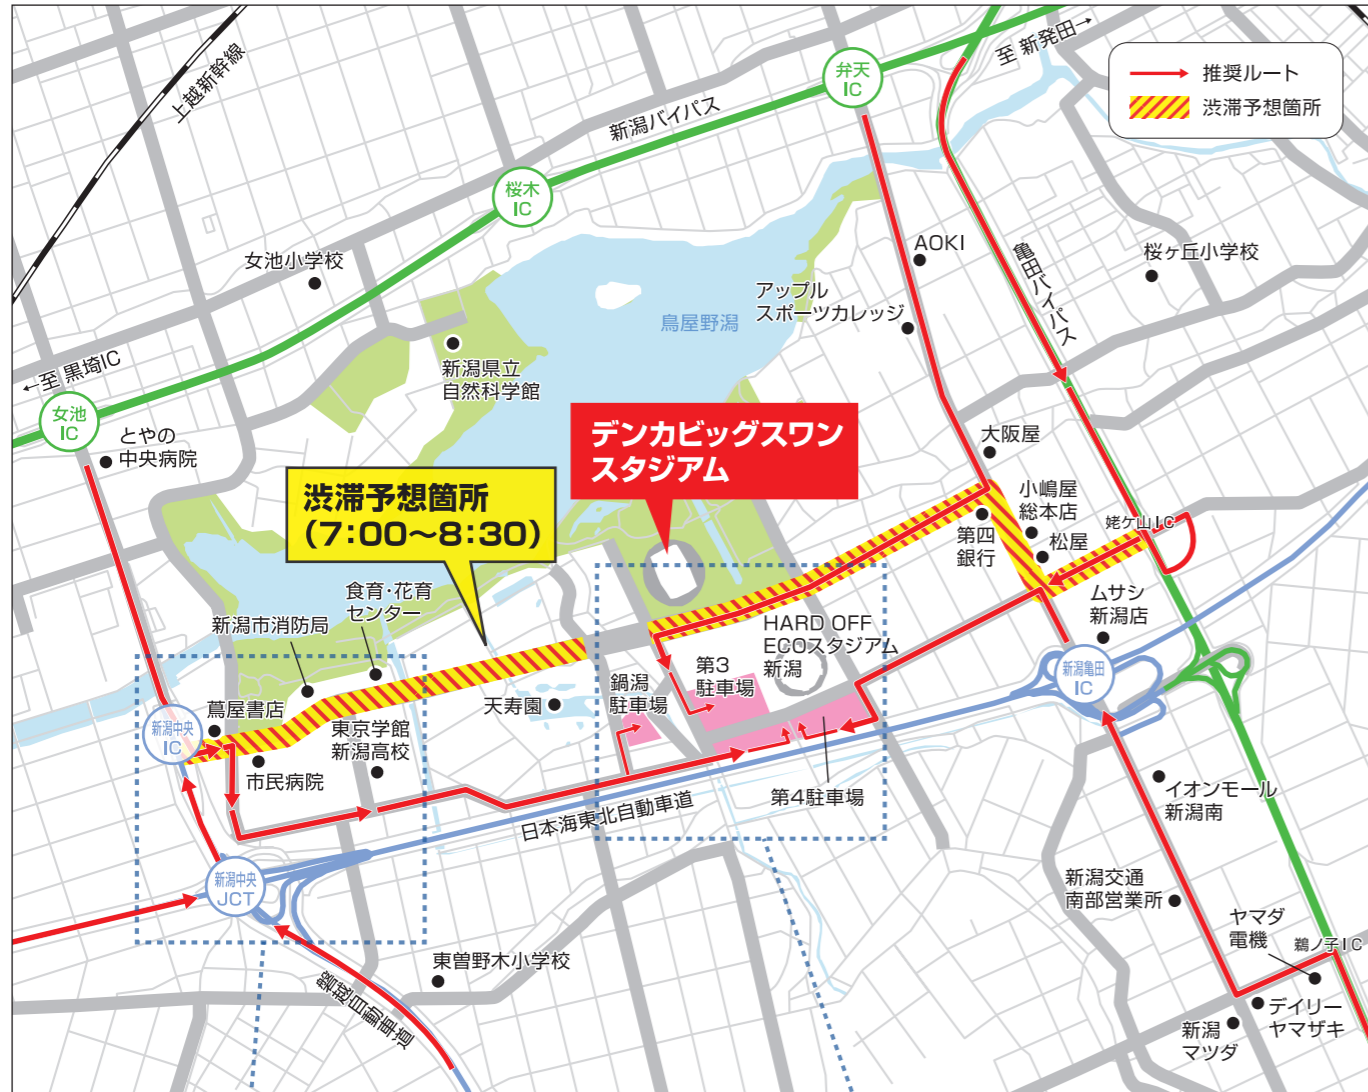 至 新発田→
推奨ルート
渋滞予想箇所
上越新幹線
弁天
IC
新潟バイパス
桜木
IC
女池小学校
AOKI
桜ヶ丘小学校
アップル
スポーツカレッジ
亀田バイパス
鳥屋野潟
新潟県立
自然科学館
←至 黒埼IC
女池
IC
とやの
中央病院
デンカビッグスワン
スタジアム
大阪屋
渋滞予想箇所
(7:00〜8:30)
小嶋屋
総本店
姥ケ山IC
第四
銀行
松屋
食育・花育
センター
新潟市消防局
ムサシ
新潟店
HARD OFF
ECOスタジアム
新潟
第3
駐車場
鍋潟
駐車場
新潟亀田
IC
天寿園
蔦屋書店
新潟中央
IC
東京学館
新潟高校
市民病院
第4駐車場
イオンモール
新潟南
日本海東北自動車道
新潟中央
JCT
新潟交通
南部営業所
ヤマダ
電機
鵜ノ子IC
東曽野木小学校
磐越自動車道
デイリー
ヤマザキ
新潟
マツダ